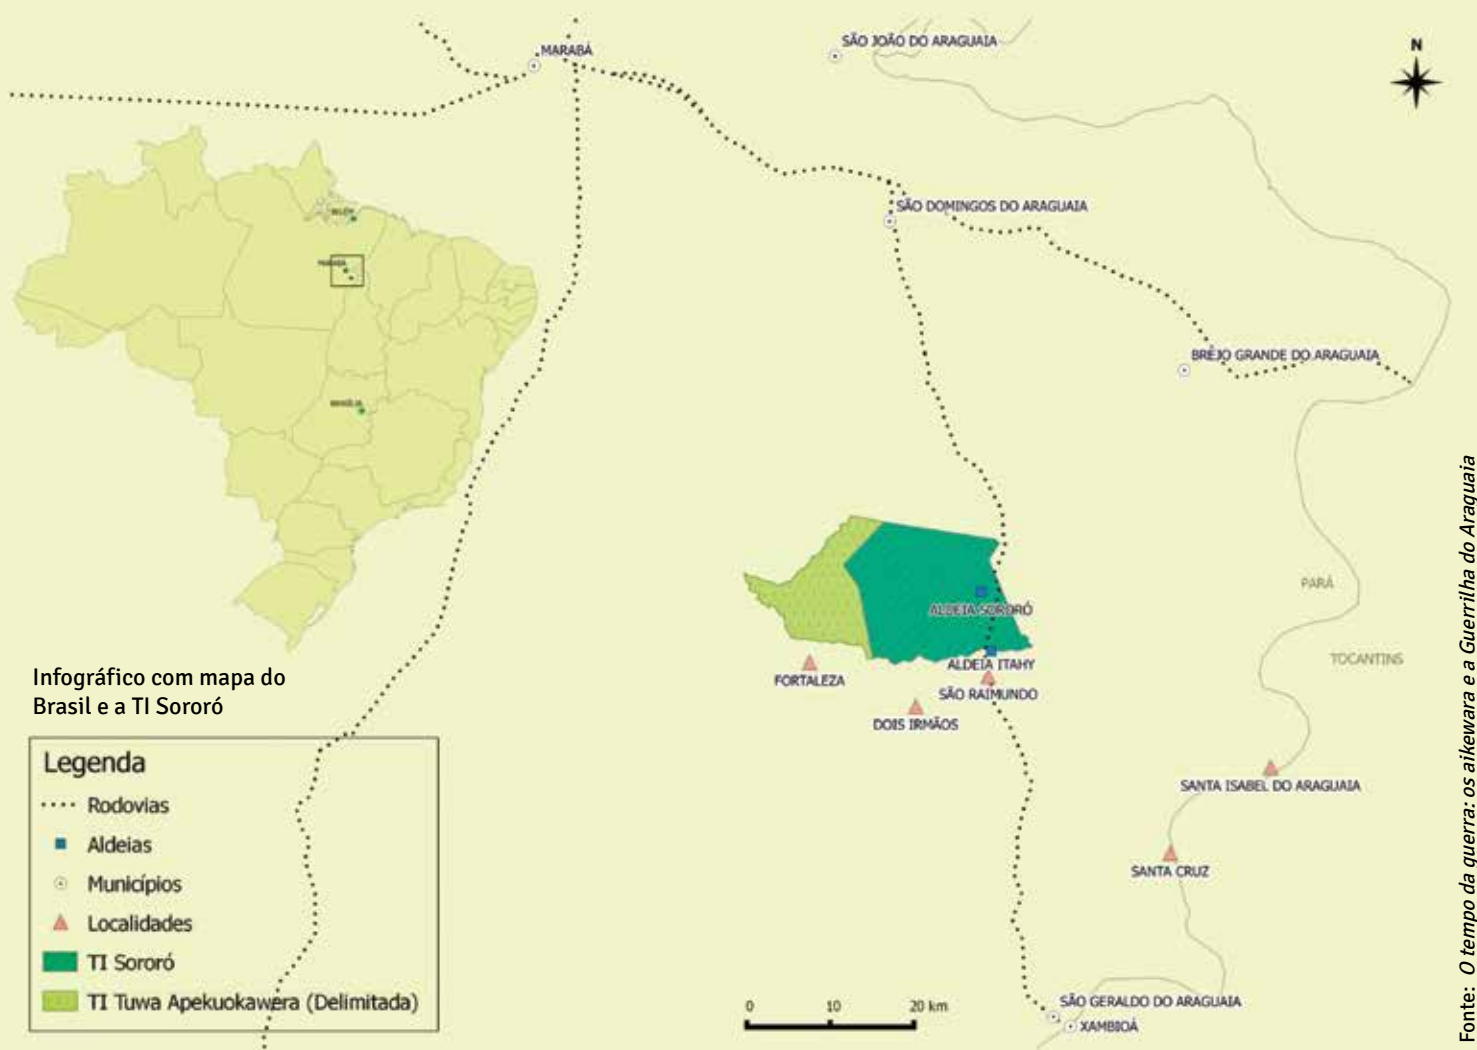 N
MARABÁ
SÃO JOÃO DO ARAGUAIA
SÃO DOMINGOS DO ARAGUAIA
BREJO GRANDE DO ARAGUAIA
BELÉM
MARABÁ
BRASÍLIA
PARÁ
TOCANTINS
ALDEIA SORORÓ
ALDEIA ITAHY
FORTALEZA
SÃO RAIMUNDO
DOIS IRMÃOS
SANTA ISABEL DO ARAGUAIA
SANTA CRUZ
SÃO GERALDO DO ARAGUAIA
XAMBIOÁ
Infográfico com mapa do
Brasil e a TI Sororó
Legenda
Rodovias
Aldeias
Municípios
Localidades
TI Sororó
TI Tuwa Apekuokawera (Delimitada)
0 10 20 km
Fonte: O tempo da guerra: os aikewara e a Guerrilha do Araguaia